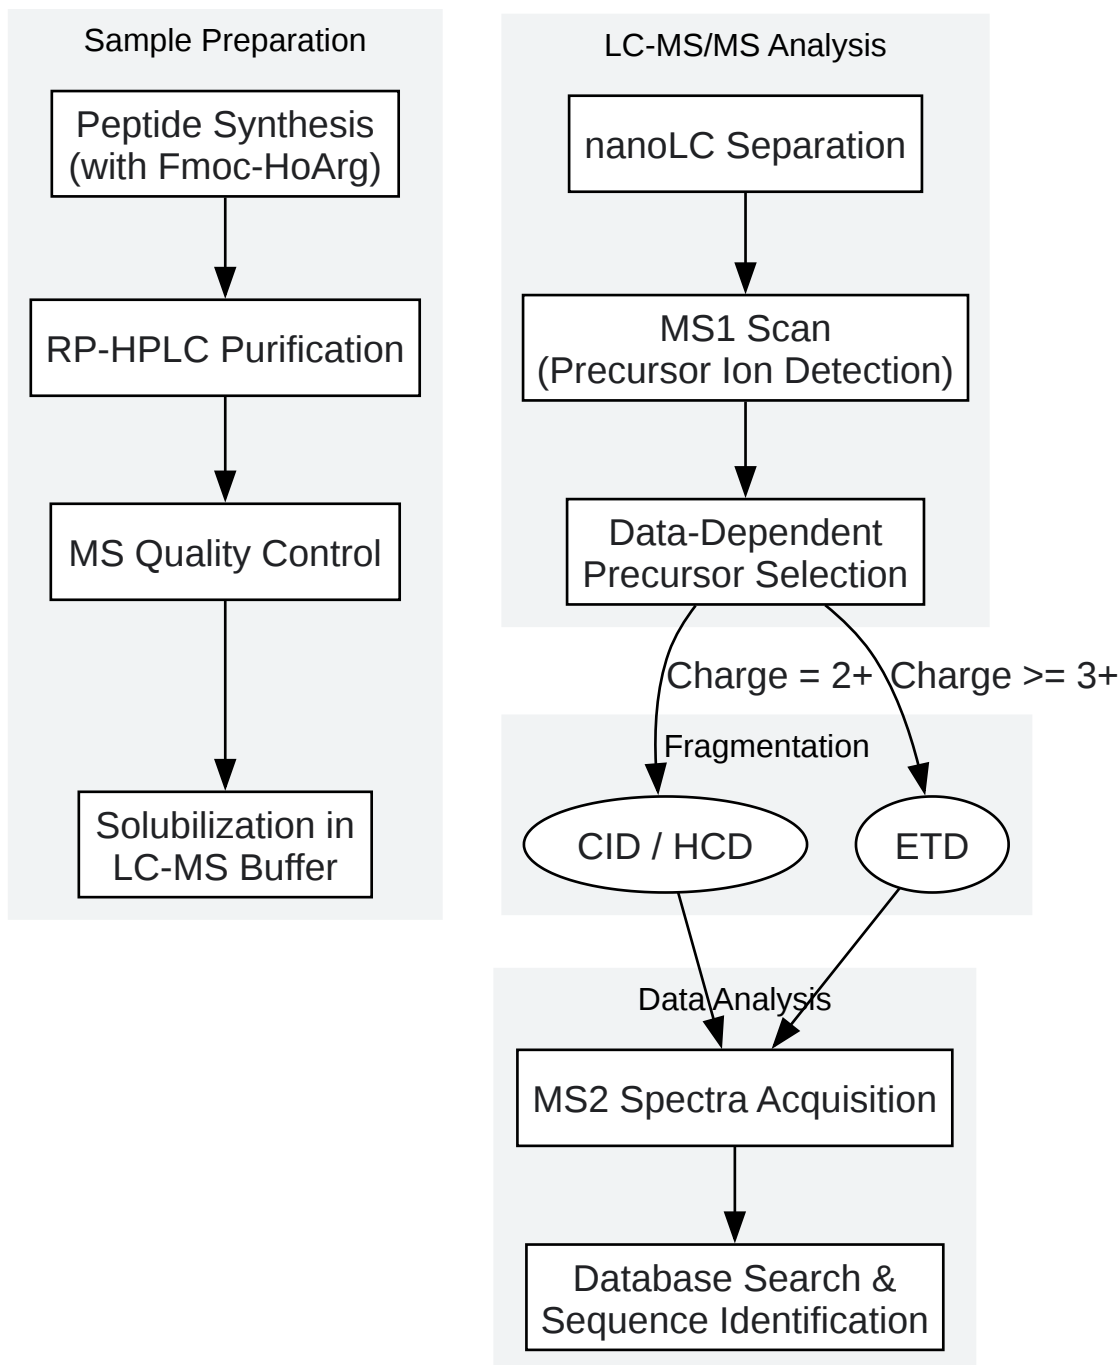 Sample Preparation
Peptide Synthesis
(with Fmoc-HoArg)
RP-HPLC Purification
MS Quality Control
Solubilization in
LC-MS Buffer
LC-MS/MS Analysis
nanoLC Separation
MS1 Scan
(Precursor Ion Detection)
Data-Dependent
Precursor Selection
Charge = 2+
Charge >= 3+
Fragmentation
CID / HCD
ETD
Data Analysis
MS2 Spectra Acquisition
Database Search &
Sequence Identification